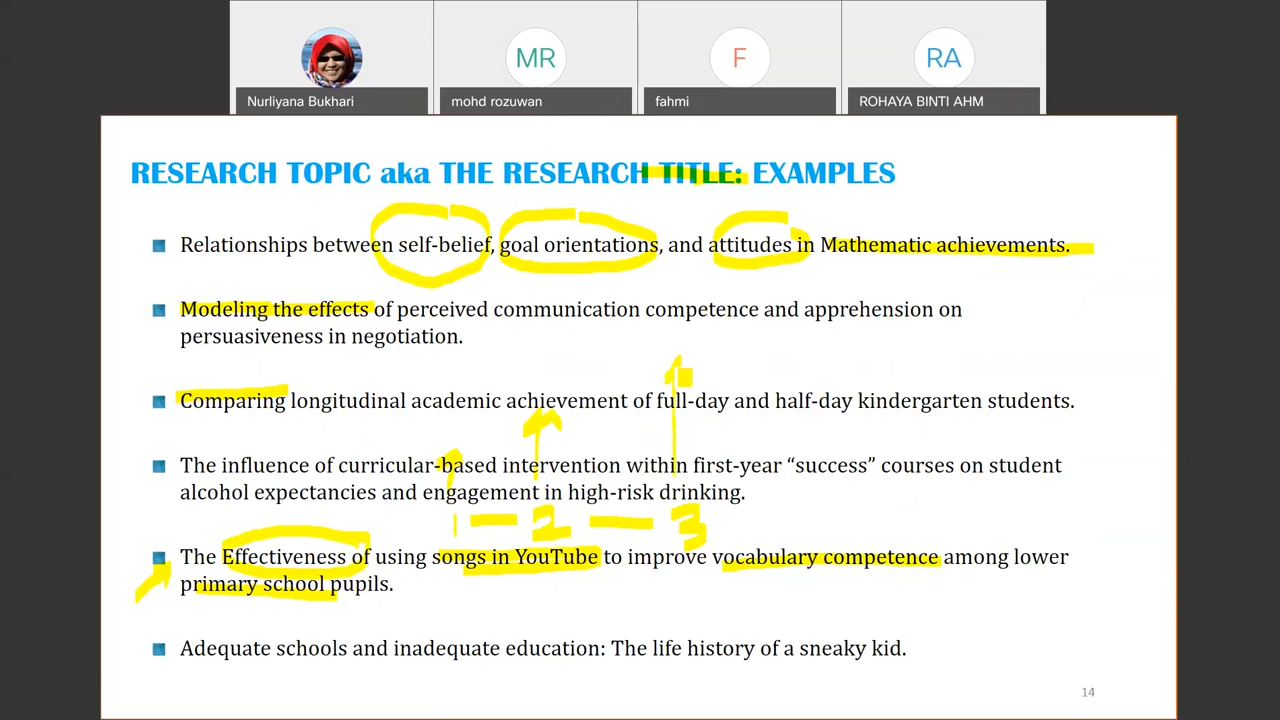 MR
F
RA
Nurliyana Bukhari
mohd rozuwan
fahmi
ROHAYA BINTI AHM
RESEARCH TOPIC aka THE RESEARCH TITLE: EXAMPLES
Relationships between self-belief, goal orientations, and attitudes in Mathematic achievements.
Modeling the effects of perceived communication competence and apprehension on
persuasiveness in negotiation.
Comparing longitudinal academic achievement of full-day and half-day kindergarten students.
The influence of curricular-based intervention within first-year “success” courses on student
alcohol expectancies and engagement in high-risk drinking.
1 — 2 — 3
The Effectiveness of using songs in YouTube to improve vocabulary competence among lower
primary school pupils.
Adequate schools and inadequate education: The life history of a sneaky kid.
14